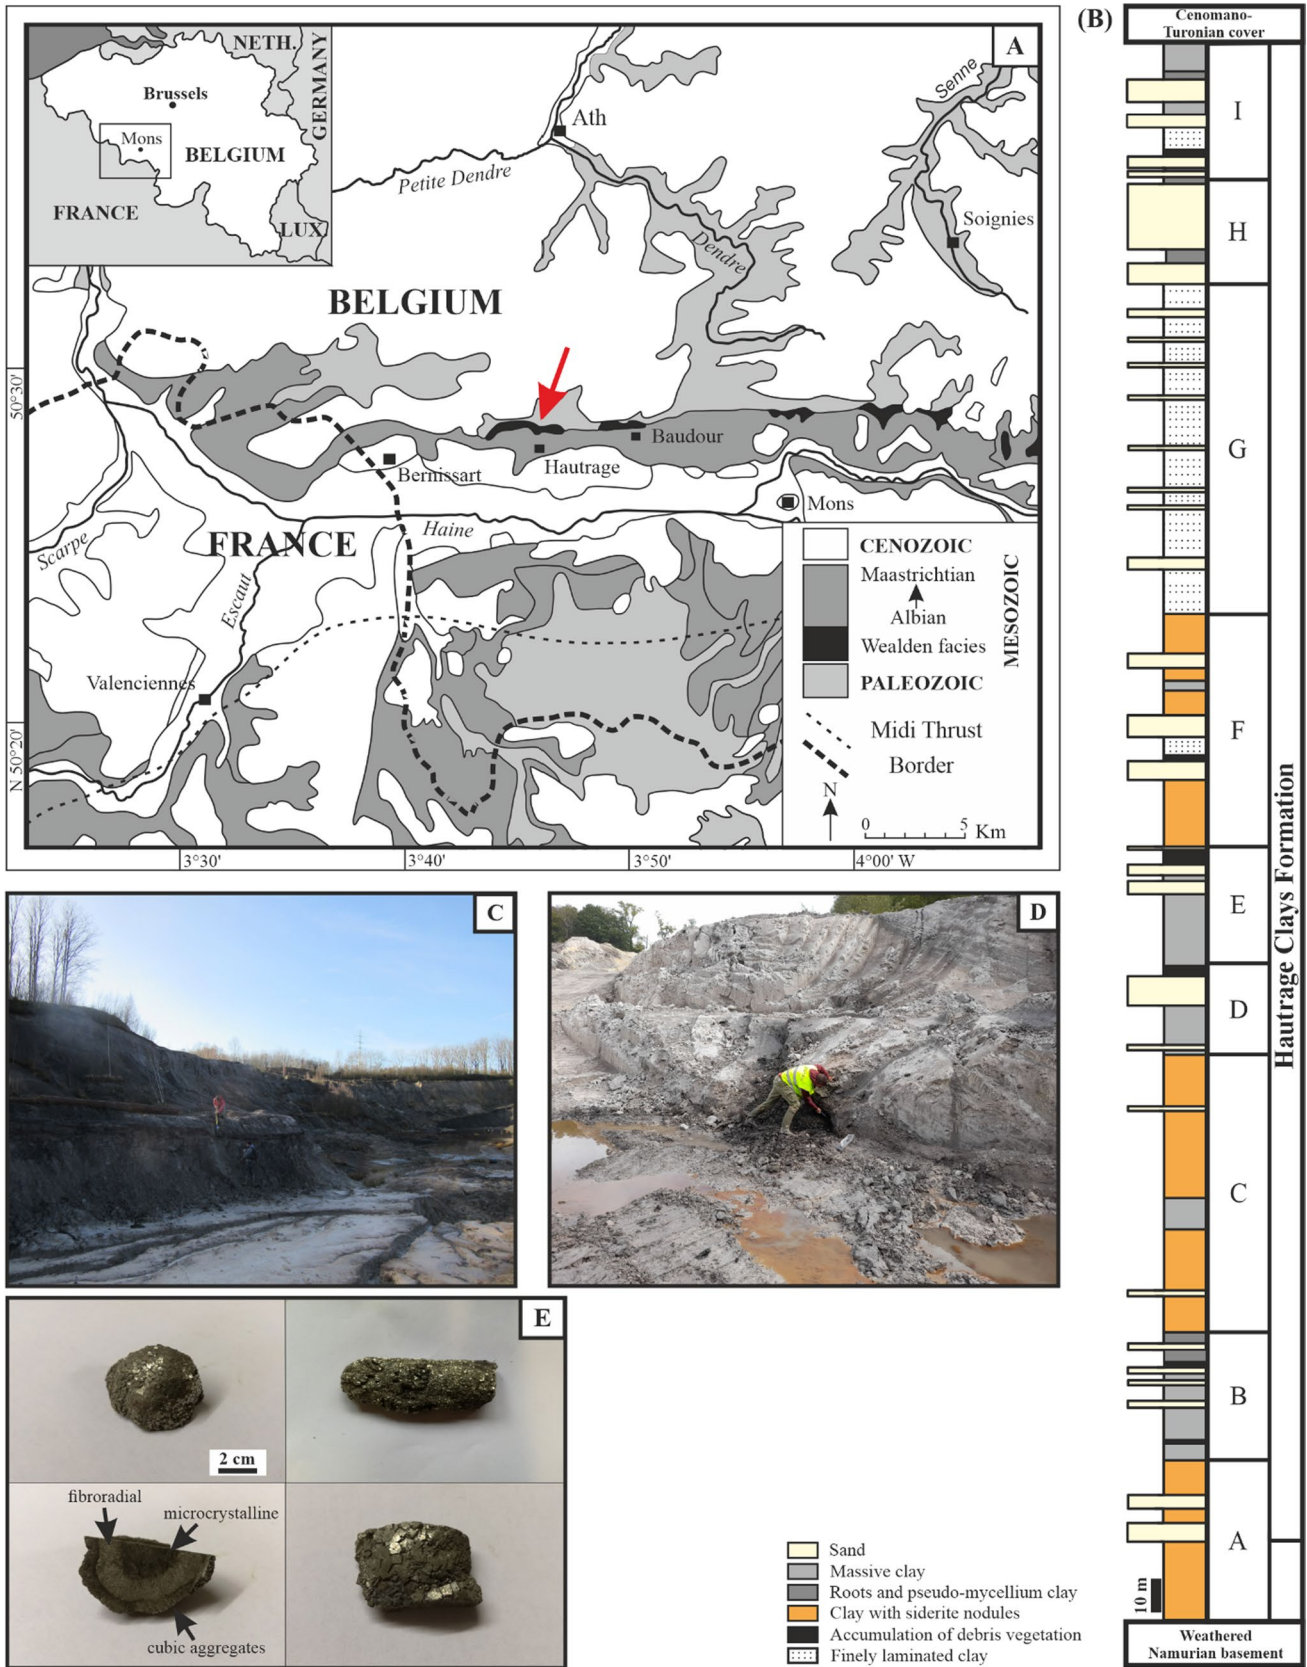 A
NETH.
GERMANY
Brussels
Mons
BELGIUM
FRANCE
LUX.
Ath
Senne
Petite Dendre
Soignies
Dendre
BELGIUM
50°30'
Baudour
Hautrage
Bernissart
Mons
Haine
Scarpe
FRANCE
Escaut
Valenciennes
N 50°20'
CENOZOIC
Maastrichtian
Albian
Wealden facies
PALEOZOIC
MESOZOIC
Midi Thrust
Border
N
0 5 Km
3°30'
3°40'
3°50'
4°00' W
(B)
Cenomano-
Turonian cover
I
H
G
F
E
D
C
B
A
Hautrage Clays Formation
10 m
Weathered
Namurian basement
C
D
E
2 cm
fibroradial
microcrystalline
cubic aggregates
Sand
Massive clay
Roots and pseudo-mycellium clay
Clay with siderite nodules
Accumulation of debris vegetation
Finely laminated clay